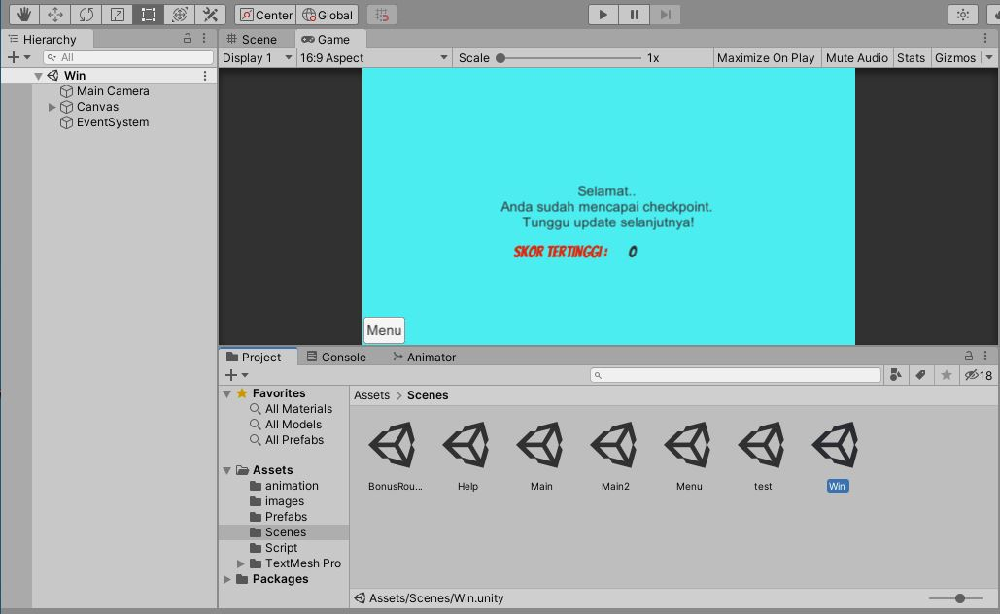 Center
Global
Hierarchy
All
Win
Main Camera
Canvas
EventSystem
Scene
Game
Display 1
16:9 Aspect
Scale
1x
Maximize On Play
Mute Audio
Stats
Gizmos
Selamat..
Anda sudah mencapai checkpoint.
Tunggu update selanjutnya!
SKOR TERTINGGI : 0
Menu
Project
Console
Animator
18
Favorites
All Materials
All Models
All Prefabs
Assets
animation
images
Prefabs
Scenes
Script
TextMesh Pro
Packages
Assets > Scenes
BonusRou...
Help
Main
Main2
Menu
test
Win
Assets/Scenes/Win.unity